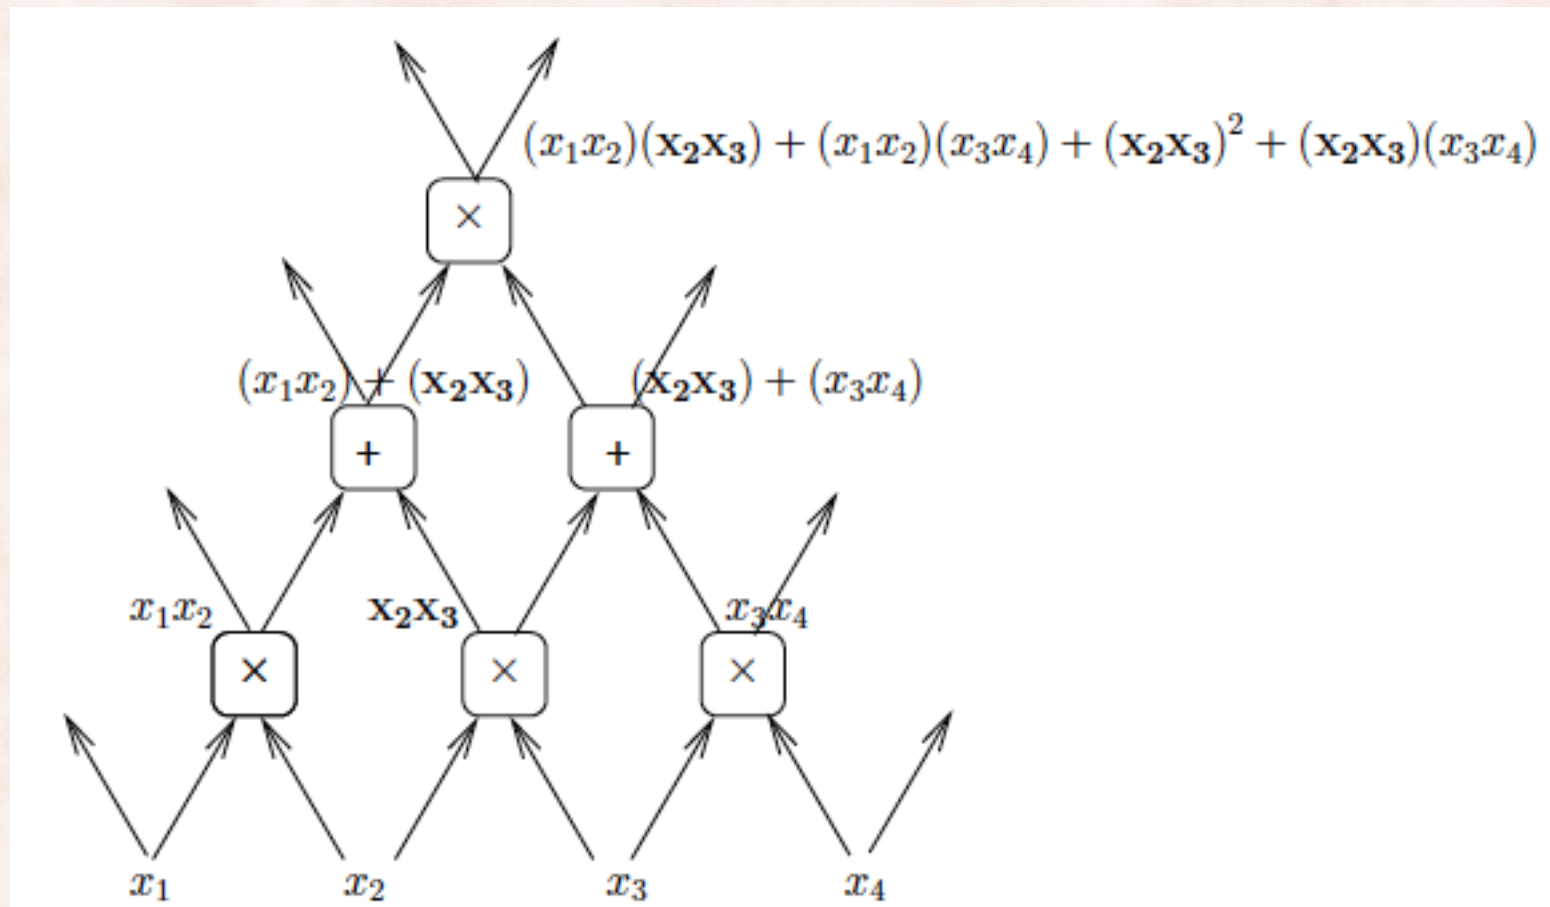 (x₁x₂)(𝐱₂𝐱₃) + (x₁x₂)(x₃x₄) + (𝐱₂𝐱₃)² + (𝐱₂𝐱₃)(x₃x₄)
×
(x₁x₂) + (𝐱₂𝐱₃) (𝐱₂𝐱₃) + (x₃x₄)
+ +
x₁x₂ 𝐱₂𝐱₃ x₃x₄
× × ×
x₁ x₂ x₃ x₄